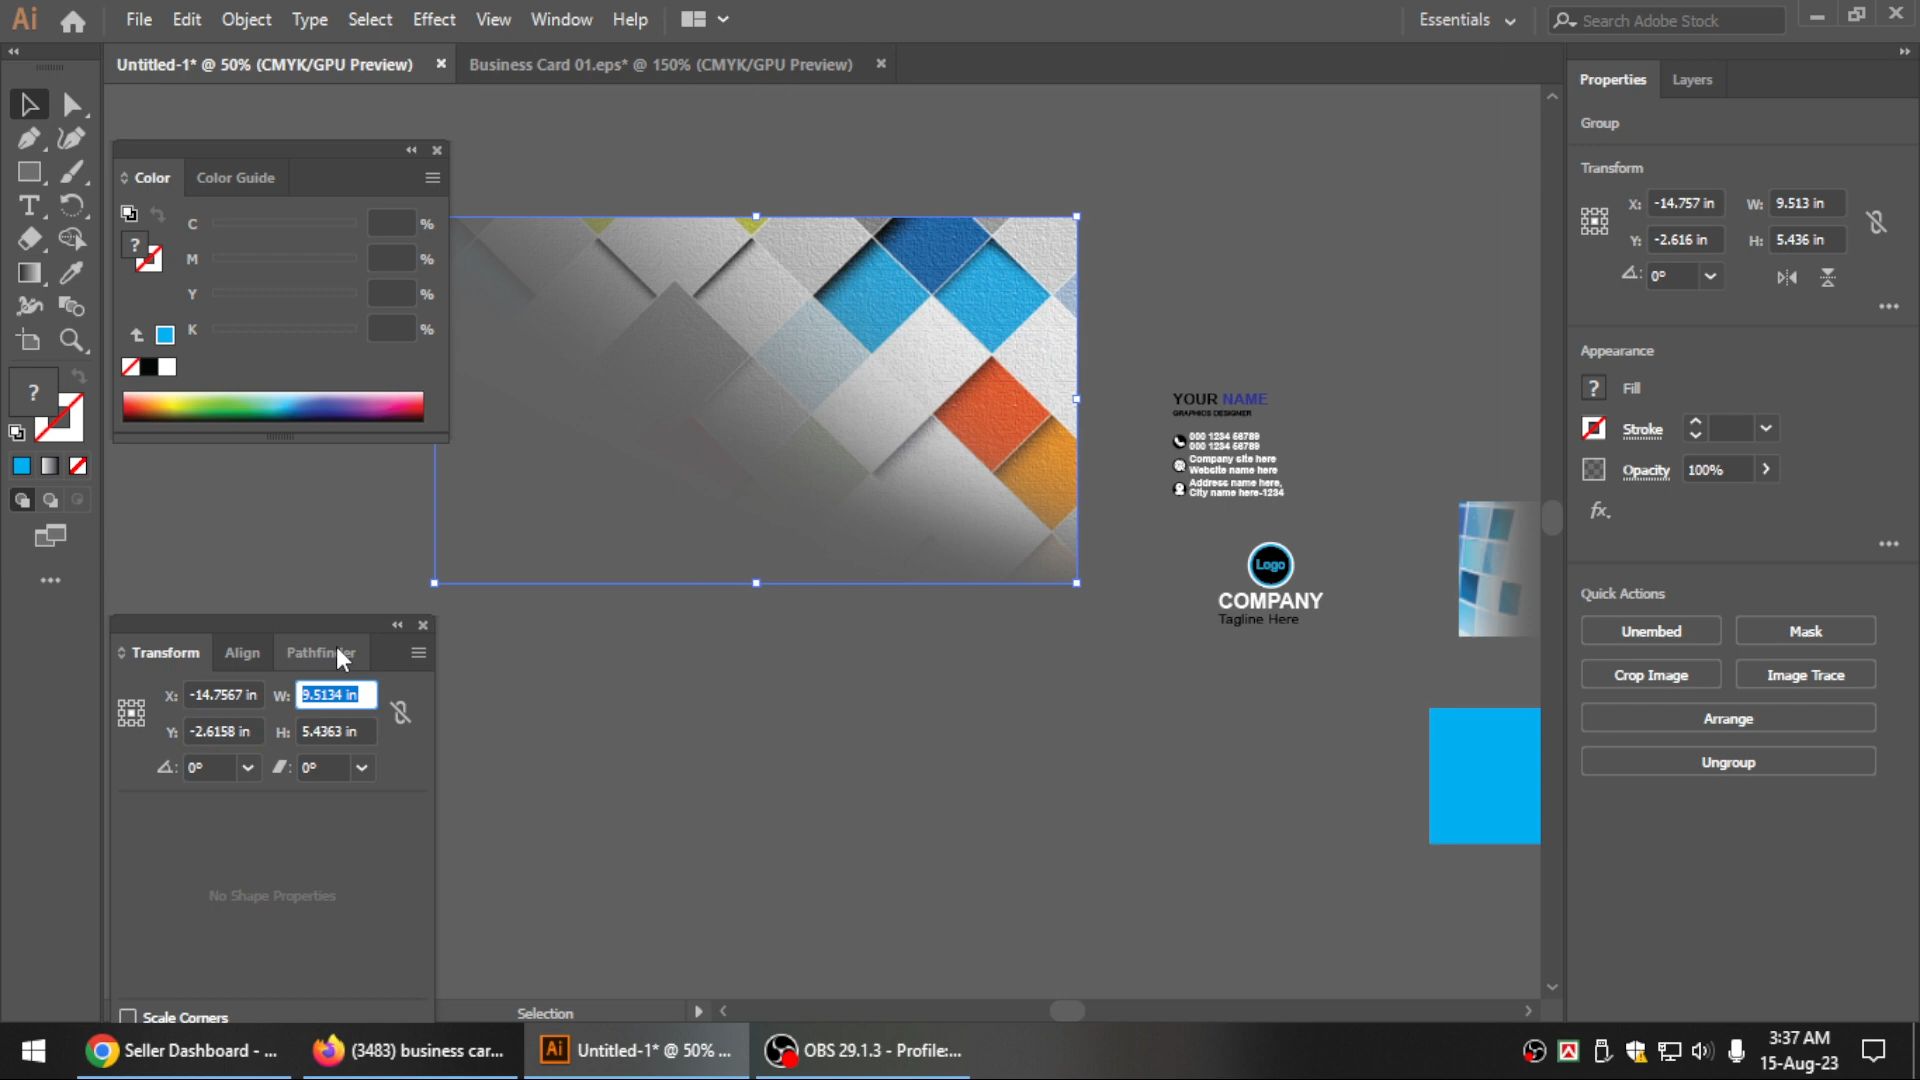 Ai File Edit Object Type Select Effect View Window Help Essentials Search Adobe Stock
Untitled-1* @ 50% (CMYK/GPU Preview) Business Card 01.eps* @ 150% (CMYK/GPU Preview)
Color Color Guide
C %
M %
Y %
K %
?
?
YOUR NAME
GRAPHICS DESIGNER
000 1234 56789
000 1234 56789
Company site here
Website name here
Address name here,
City name here-1234
Logo
COMPANY
Tagline Here
Transform Align Pathfinder
X: -14.7567 in W: 9.5134 in
Y: -2.6158 in H: 5.4363 in
0° 0°
No Shape Properties
Scale Corners
Selection
Properties Layers
Group
Transform
X: -14.757 in W: 9.513 in
Y: -2.616 in H: 5.436 in
0°
Appearance
? Fill
Stroke
Opacity 100%
fx.
Quick Actions
Unembed Mask
Crop Image Image Trace
Arrange
Ungroup
Seller Dashboard - ... (3483) business car... Ai Untitled-1* @ 50% ... OBS 29.1.3 - Profile:...
3:37 AM
15-Aug-23